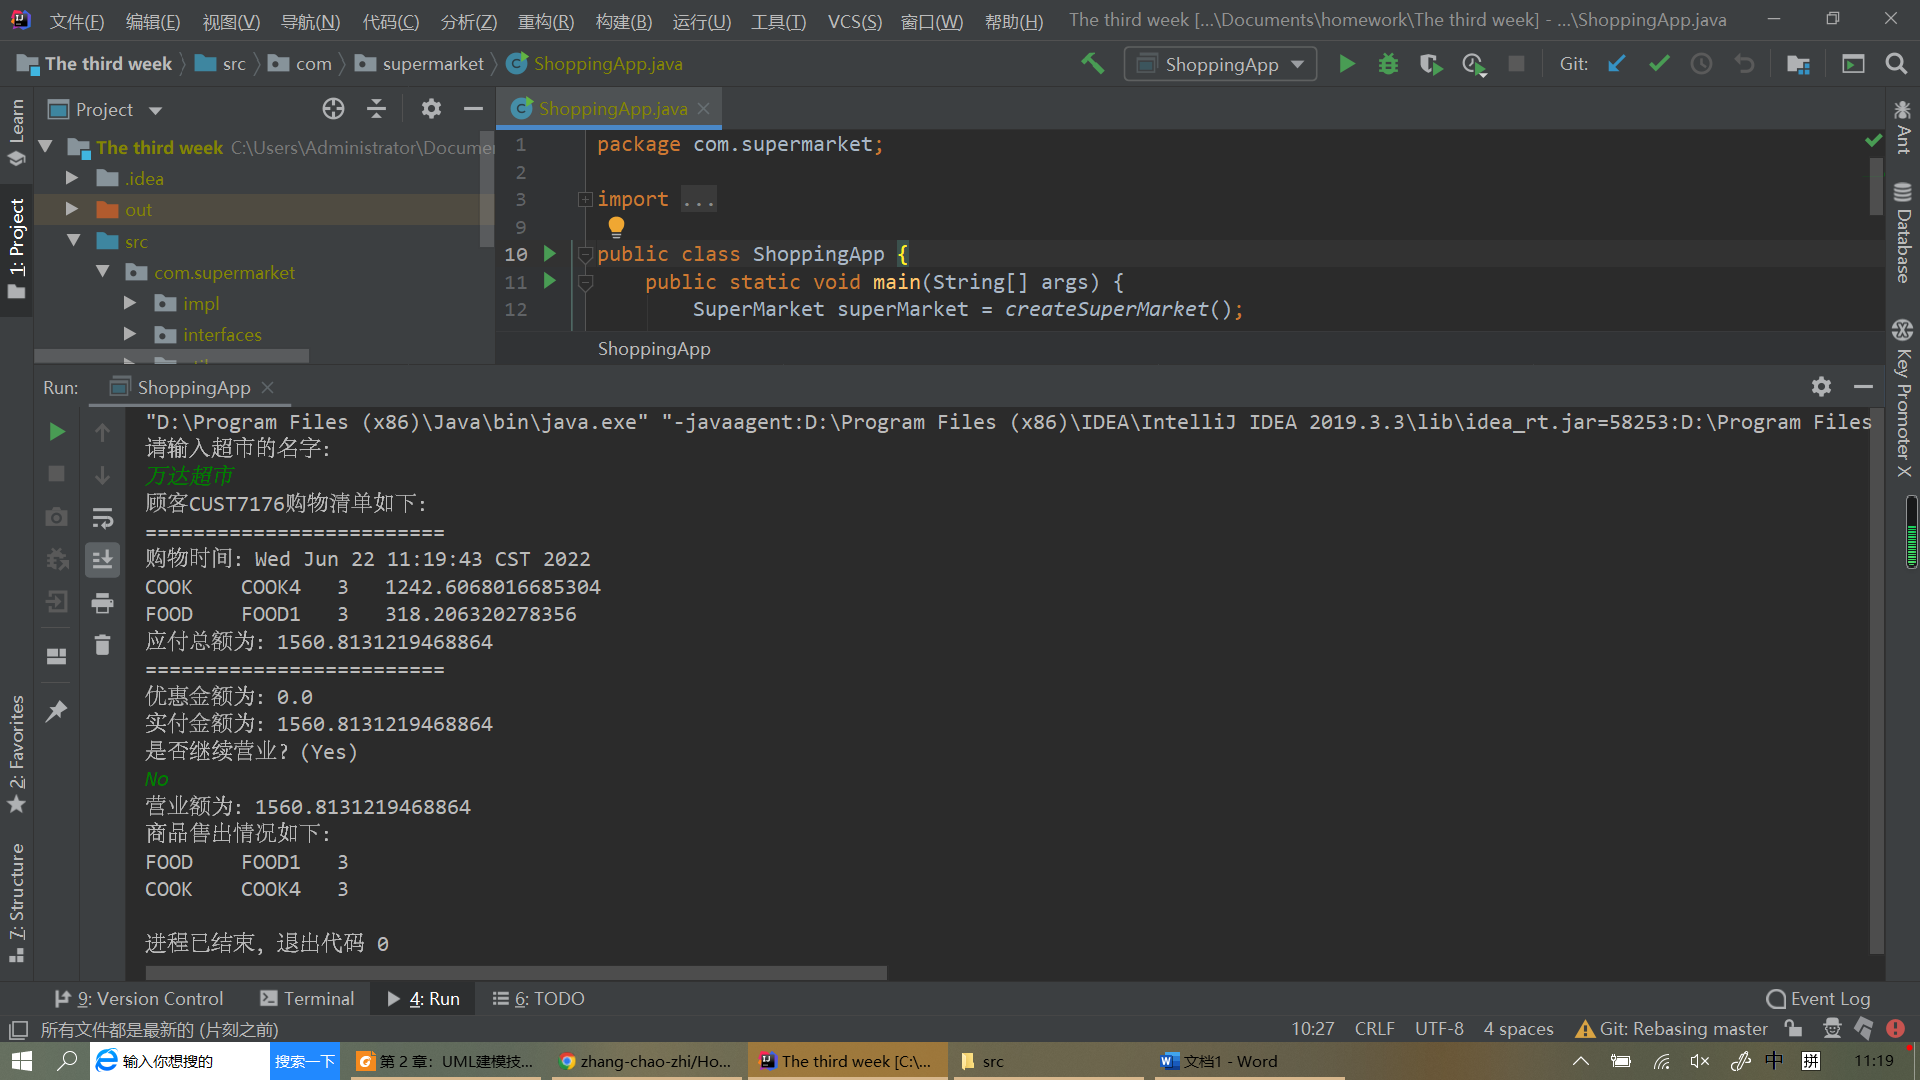 文件(F) 编辑(E) 视图(V) 导航(N) 代码(C) 分析(Z) 重构(R) 构建(B) 运行(U) 工具(T) VCS(S) 窗口(W) 帮助(H) The third week [...\Documents\homework\The third week] - ...\ShoppingApp.java
The third week src com supermarket ShoppingApp.java ShoppingApp Git:
Learn
1: Project
2: Favorites
7: Structure
Project
The third week C:\Users\Administrator\Docume
.idea
out
src
com.supermarket
impl
interfaces
ShoppingApp.java
1 package com.supermarket;
2
3 import ...
9
10 public class ShoppingApp {
11 public static void main(String[] args) {
12 SuperMarket superMarket = createSuperMarket();
ShoppingApp
Ant
Database
Key Promoter X
Run: ShoppingApp
"D:\Program Files (x86)\Java\bin\java.exe" "-javaagent:D:\Program Files (x86)\IDEA\IntelliJ IDEA 2019.3.3\lib\idea_rt.jar=58253:D:\Program Files
请输入超市的名字:
万达超市
顾客CUST7176购物清单如下:
=========================
购物时间: Wed Jun 22 11:19:43 CST 2022
COOK COOK4 3 1242.6068016685304
FOOD FOOD1 3 318.206320278356
应付总额为: 1560.8131219468864
=========================
优惠金额为: 0.0
实付金额为: 1560.8131219468864
是否继续营业? (Yes)
No
营业额为: 1560.8131219468864
商品售出情况如下:
FOOD FOOD1 3
COOK COOK4 3
进程已结束, 退出代码 0
9: Version Control Terminal 4: Run 6: TODO Event Log
所有文件都是最新的 (片刻之前) 10:27 CRLF UTF-8 4 spaces Git: Rebasing master
输入你想搜的 搜索一下 第 2 章: UML建模技... zhang-chao-zhi/Ho... The third week [C:\... src 文档1 - Word 中 拼 11:19